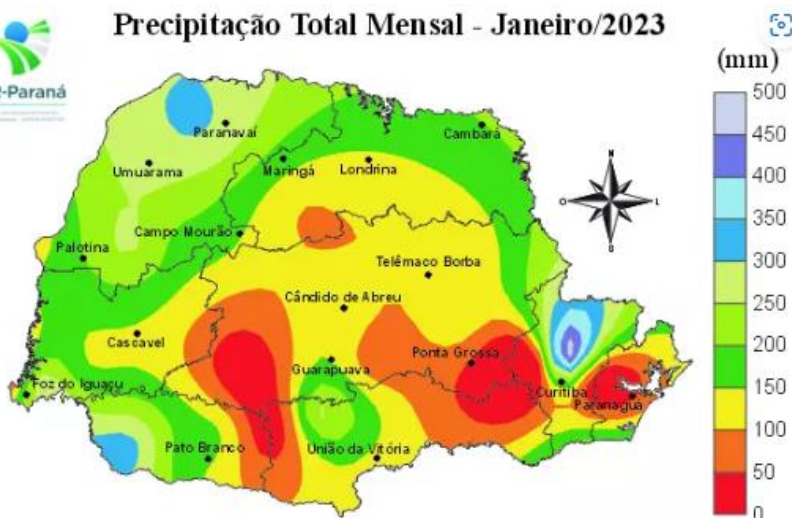 Precipitação Total Mensal - Janeiro/2023
R-Paraná
(mm)
500
450
400
350
300
250
200
150
100
50
0
N
O
L
S
Paranavaí
Cambará
Umuarama
Maringá
Londrina
Campo Mourão
Palotina
Telêmaco Borba
Cândido de Abreu
Cascavel
Guarapuava
Ponta Grossa
Foz do Iguaçu
Curitiba
Paranaguá
Pato Branco
União da Vitória